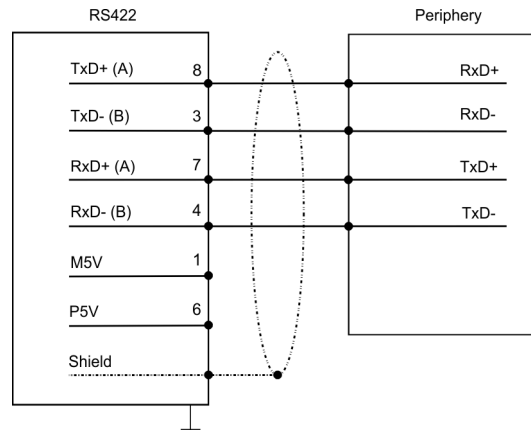 RS422 Periphery
TxD+ (A) 8 RxD+
TxD- (B) 3 RxD-
RxD+ (A) 7 TxD+
RxD- (B) 4 TxD-
M5V 1
P5V 6
Shield